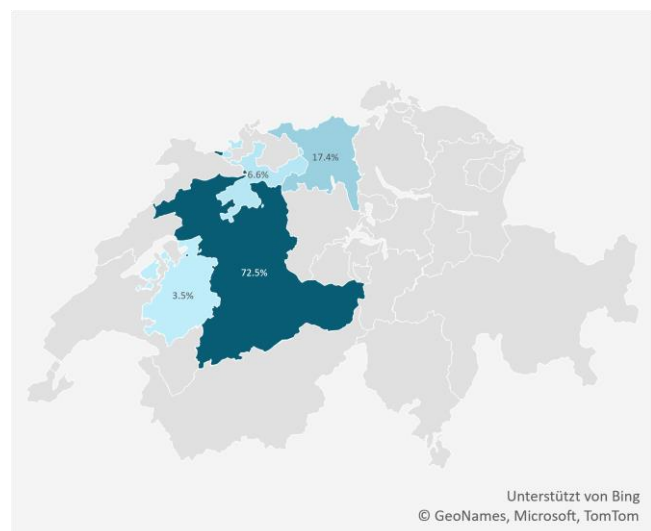 17.4%
6.6%
72.5%
3.5%
Unterstützt von Bing
© GeoNames, Microsoft, TomTom